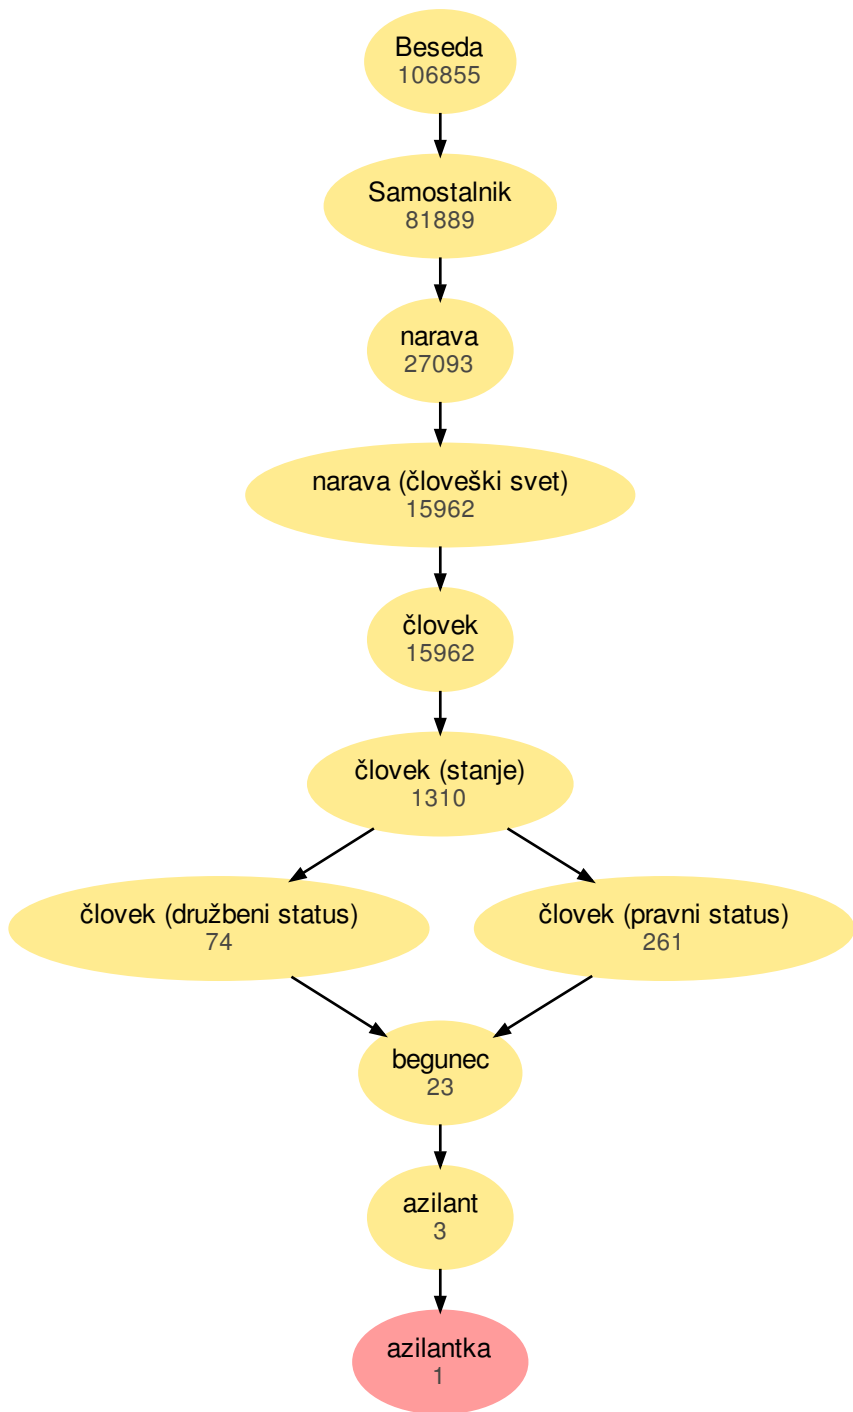 Beseda
106855
Samostalnik
81889
narava
27093
narava (človeški svet)
15962
človek
15962
človek (stanje)
1310
človek (družbeni status)
74
človek (pravni status)
261
begunec
23
azilant
3
azilantka
1